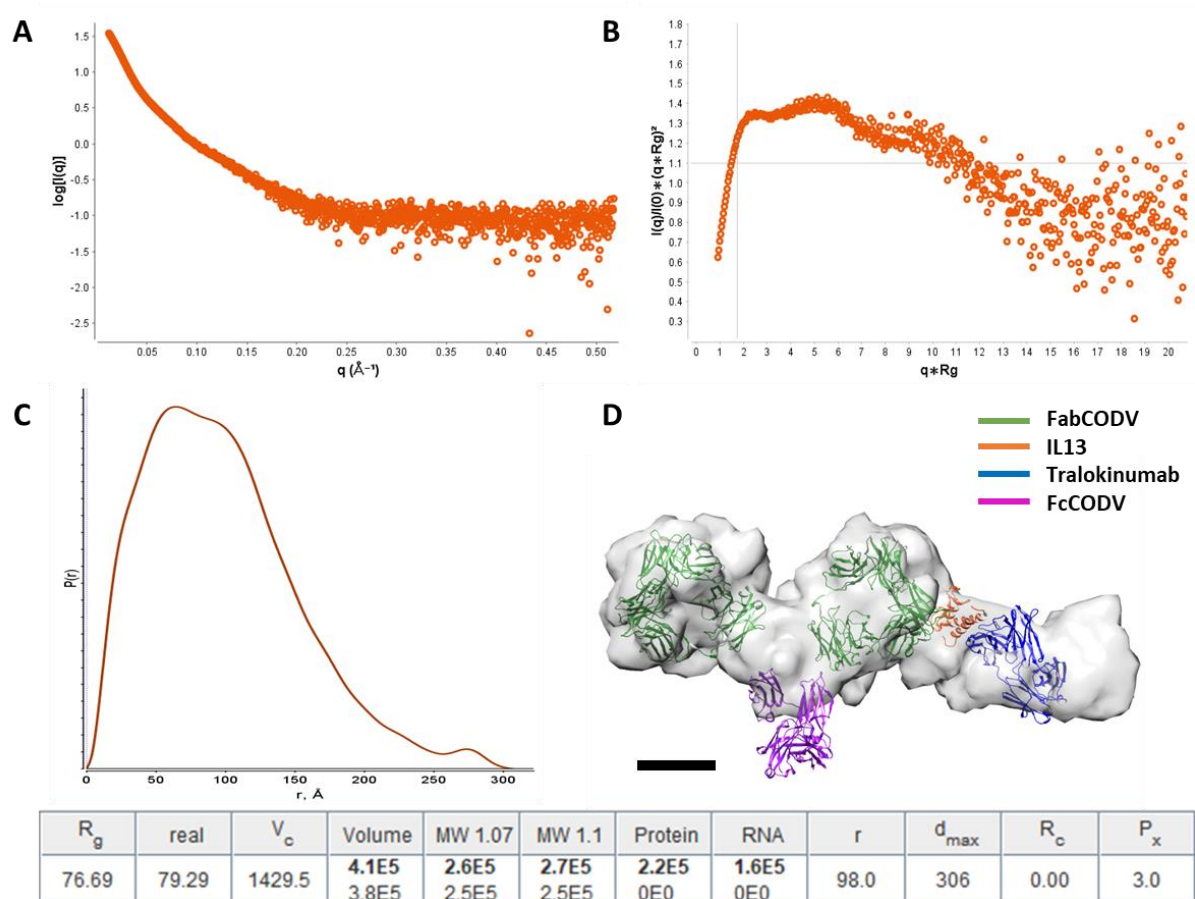 A
log[I(q)]
1.5
1.0
0.5
0.0
-0.5
-1.0
-1.5
-2.0
-2.5
0.05 0.10 0.15 0.20 0.25 0.30 0.35 0.40 0.45 0.50
q (Å⁻¹)
B
I(q)/I(0)*(q*Rg)²
1.8
1.7
1.6
1.5
1.4
1.3
1.2
1.1
1.0
0.9
0.8
0.7
0.6
0.5
0.4
0.3
0 1 2 3 4 5 6 7 8 9 10 11 12 13 14 15 16 17 18 19 20
q*Rg
C
P(r)
0 50 100 150 200 250 300
r, Å
D
FabCODV
IL13
Tralokinumab
FcCODV
Rg real Vc Volume MW 1.07 MW 1.1 Protein RNA r dmax Rc Px
76.69 79.29 1429.5 4.1E5 2.6E5 2.7E5 2.2E5 1.6E5 98.0 306 0.00 3.0
3.8E5 2.5E5 2.5E5 0E0 0E0